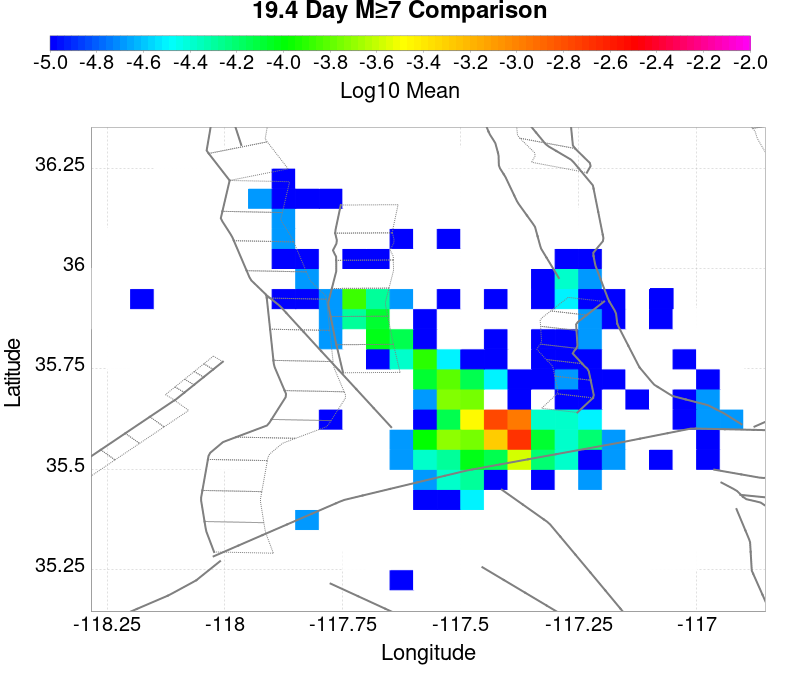 19.4 Day M≥7 Comparison
-5.0 -4.8 -4.6 -4.4 -4.2 -4.0 -3.8 -3.6 -3.4 -3.2 -3.0 -2.8 -2.6 -2.4 -2.2 -2.0
Log10 Mean
36.25
36
35.75
35.5
35.25
Latitude
-118.25 -118 -117.75 -117.5 -117.25 -117
Longitude